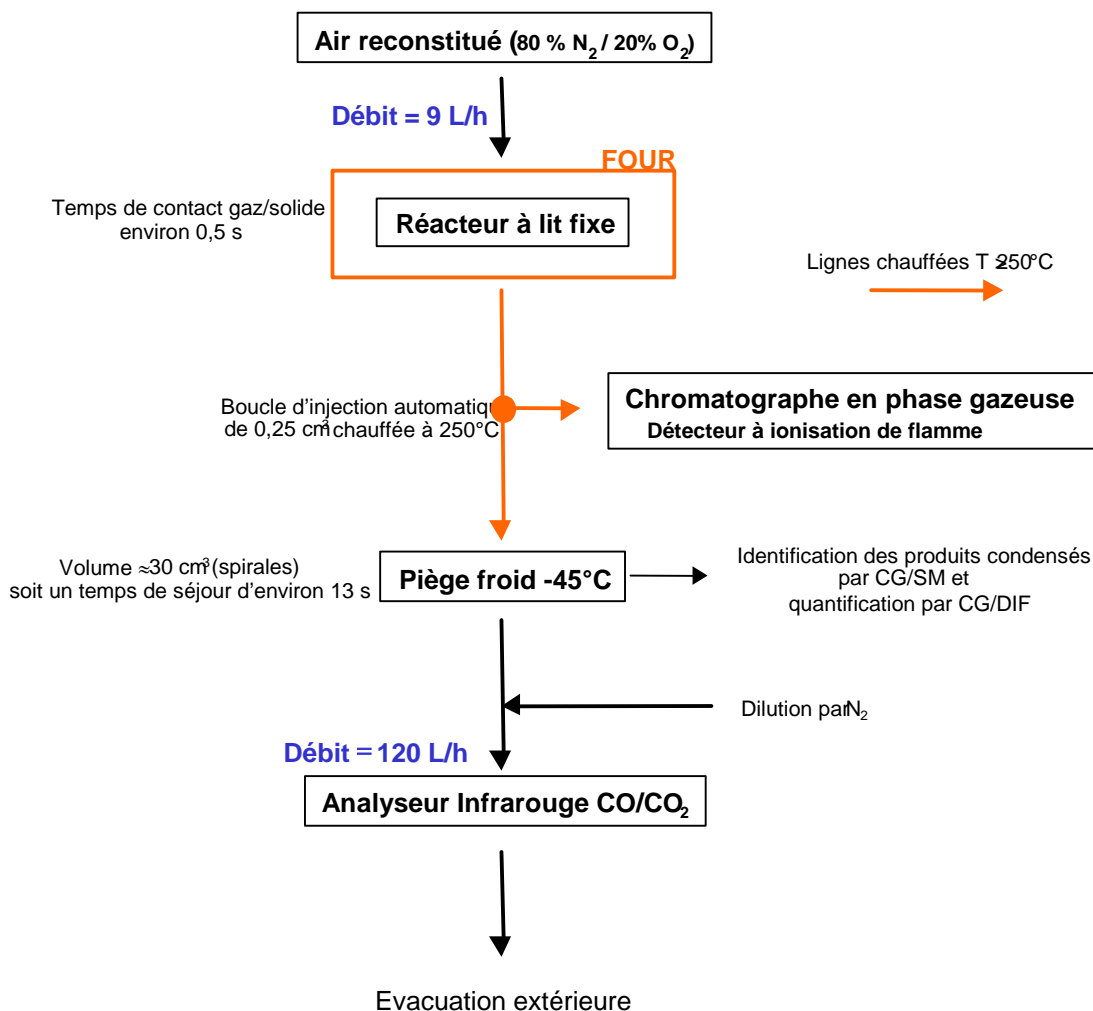 Air reconstitué (80 % N2 / 20% O2)
Débit = 9 L/h
FOUR
Temps de contact gaz/solide
environ 0,5 s
Réacteur à lit fixe
Lignes chauffées T ≥250°C
Boucle d'injection automatiqu
de 0,25 cm3 chauffée à 250°C
Chromatographe en phase gazeuse
Détecteur à ionisation de flamme
Volume ≈30 cm3 (spirales)
soit un temps de séjour d'environ 13 s
Piège froid -45°C
Identification des produits condensés
par CG/SM et
quantification par CG/DIF
Dilution par N2
Débit = 120 L/h
Analyseur Infrarouge CO/CO2
Evacuation extérieure